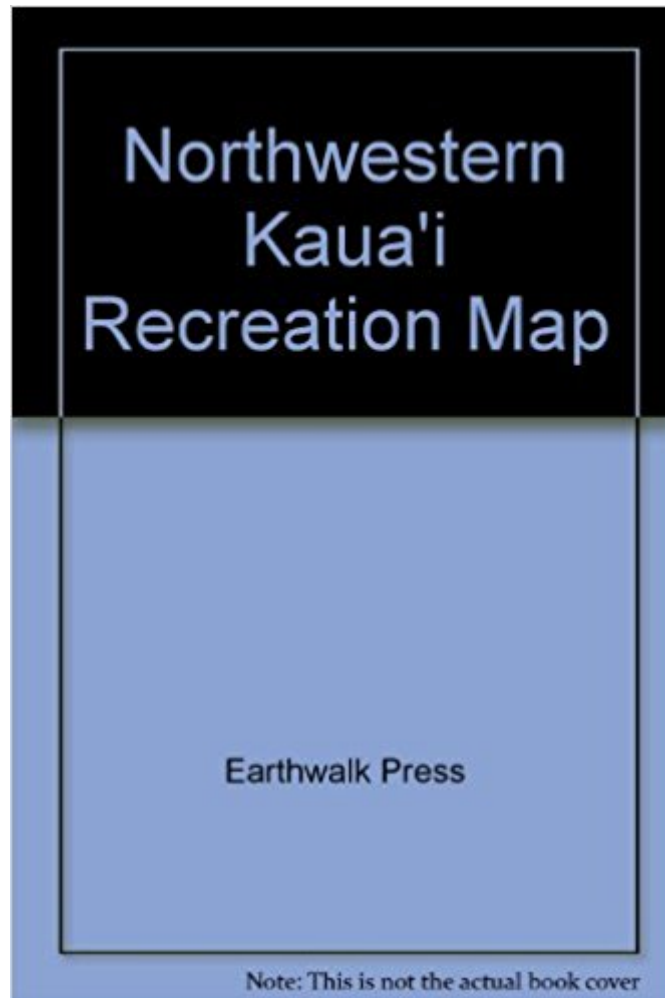 Northwestern
Kaua'i
Recreation Map
Earthwalk Press
Note: This is not the actual book cover